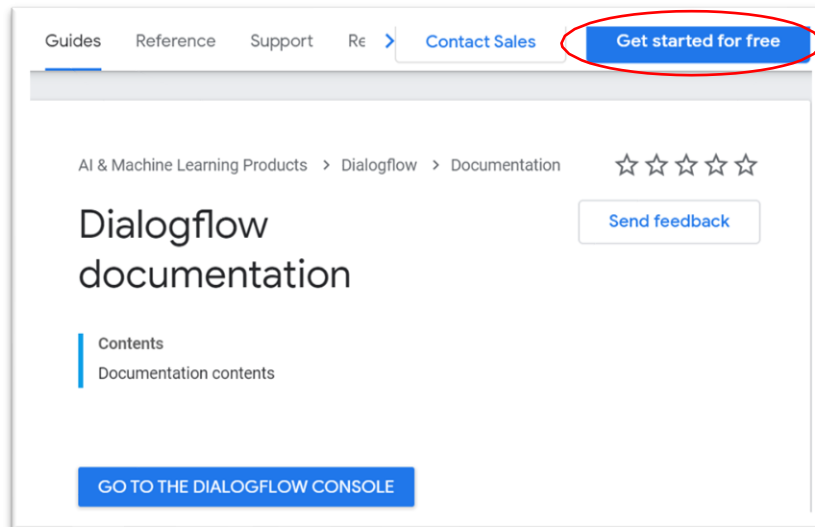 Guides Reference Support Re Contact Sales Get started for free
AI & Machine Learning Products > Dialogflow > Documentation
Dialogflow
documentation
Send feedback
Contents
Documentation contents
GO TO THE DIALOGFLOW CONSOLE